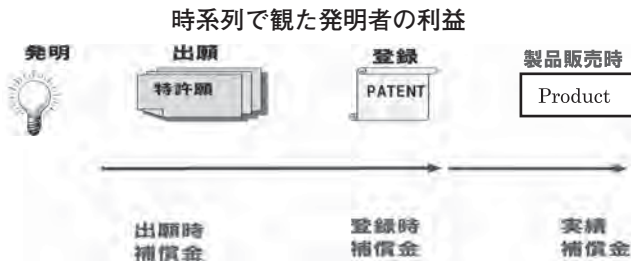 時系列で観た発明者の利益
発明
出願
登録
製品販売時
特許願
PATENT
Product
出願時
補償金
登録時
補償金
実績
補償金